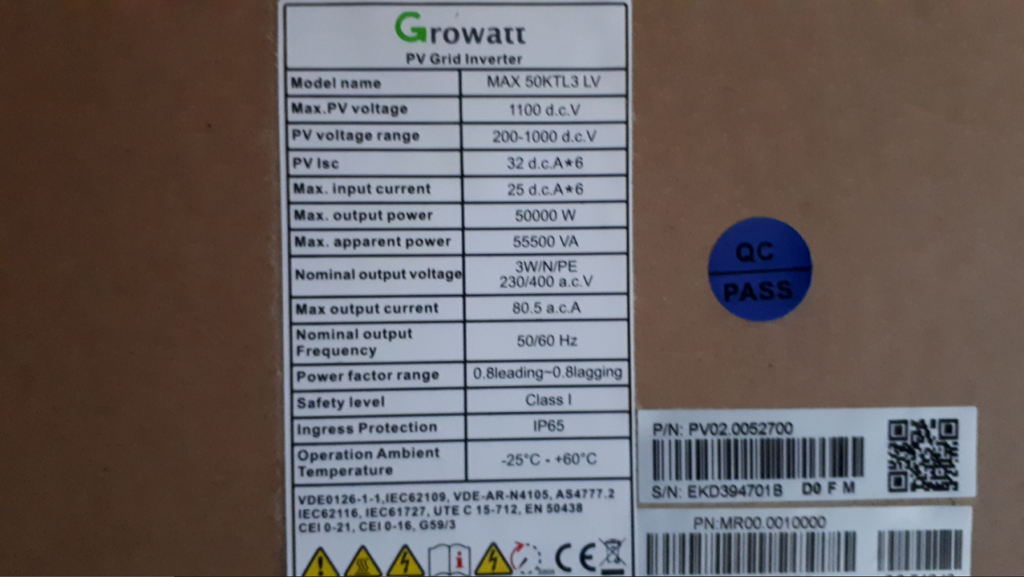 Growatt
PV Grid Inverter
Model name MAX 50KTL3 LV
Max.PV voltage 1100 d.c.V
PV voltage range 200-1000 d.c.V
PV Isc 32 d.c.A*6
Max. input current 25 d.c.A*6
Max. output power 50000 W
Max. apparent power 55500 VA
Nominal output voltage 3W/N/PE
230/400 a.c.V
Max output current 80.5 a.c.A
Nominal output
Frequency 50/60 Hz
Power factor range 0.8leading~0.8lagging
Safety level Class I
Ingress Protection IP65
Operation Ambient
Temperature -25°C - +60°C
VDE0126-1-1,IEC62109, VDE-AR-N4105, AS4777.2
IEC62116, IEC61727, UTE C 15-712, EN 50438
CEI 0-21, CEI 0-16, G59/3
CE
QC
PASS
P/N: PV02.0052700
S/N: EKD394701B D0 F M
PN:MR00.0010000